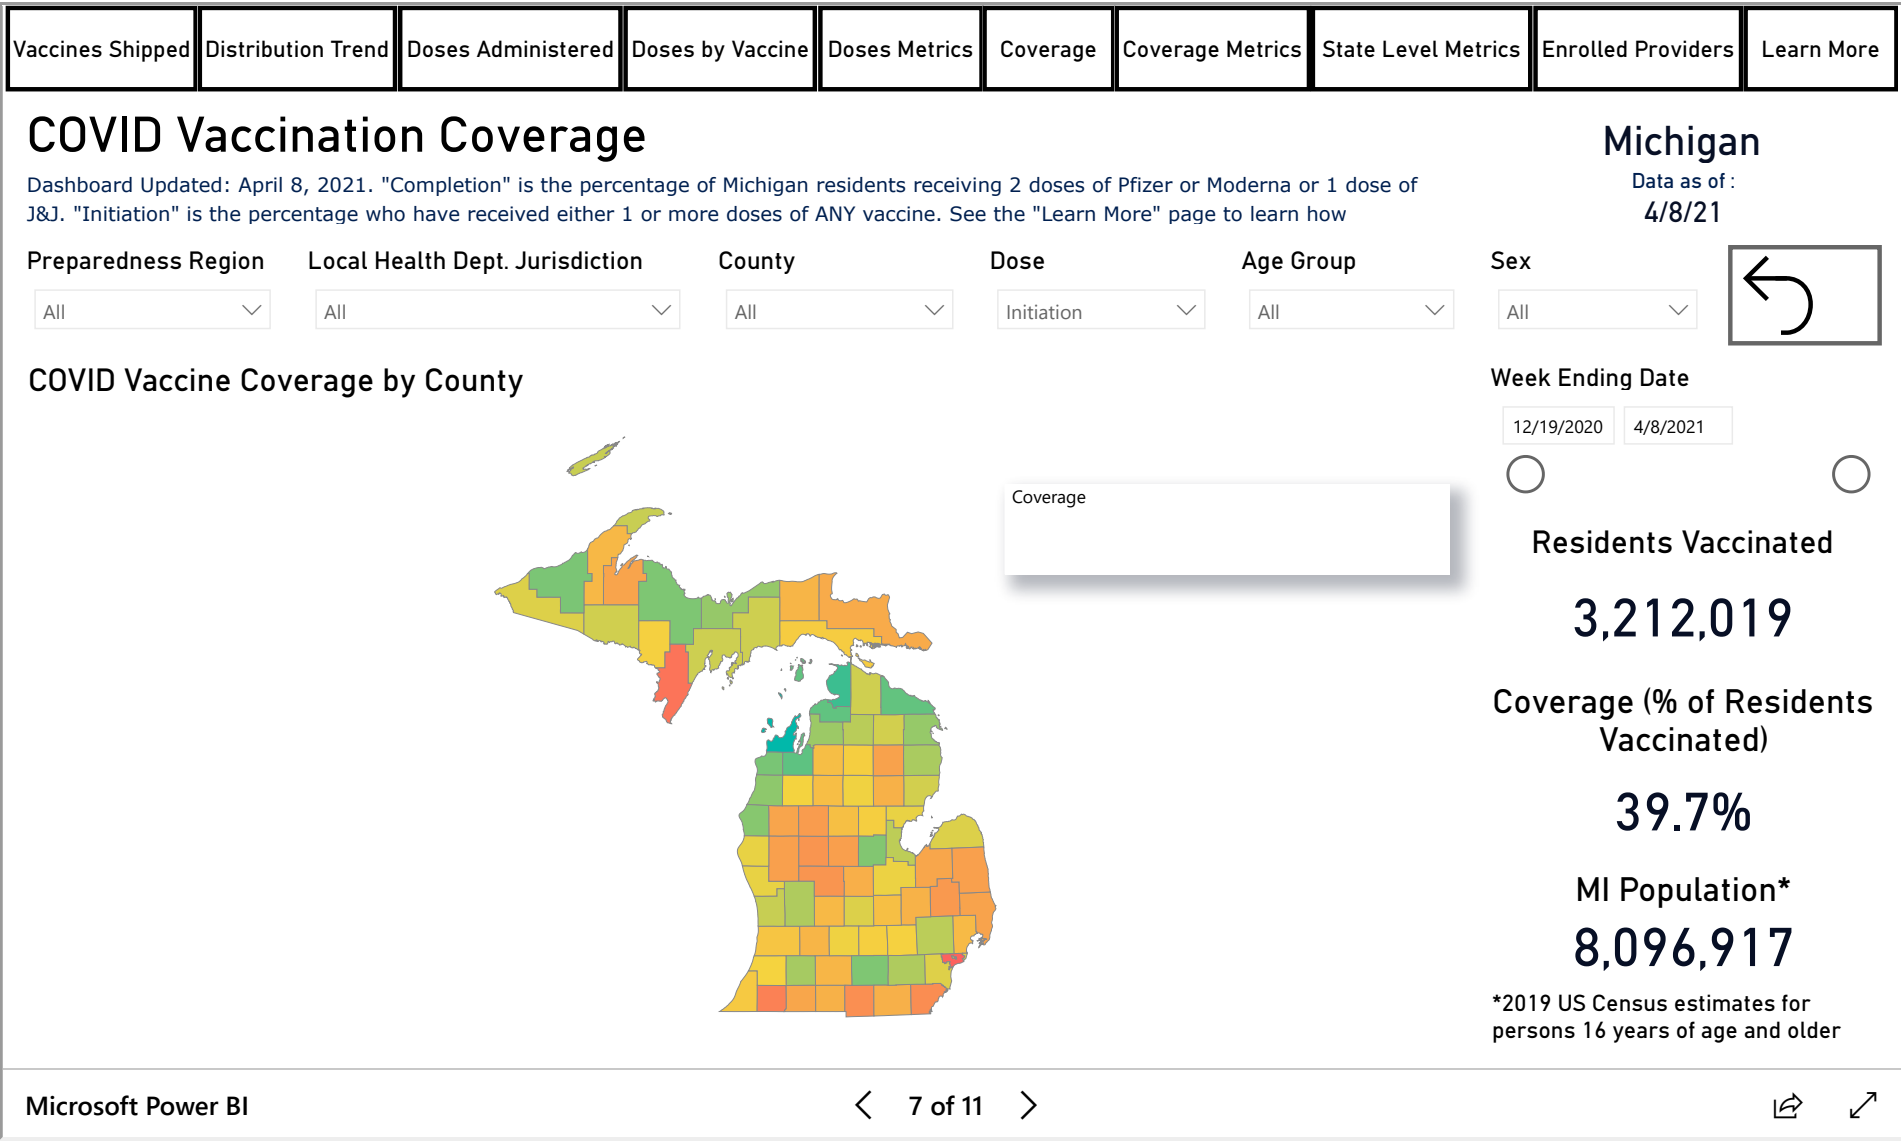 Vaccines Shipped
Distribution Trend
Doses Administered
Doses by Vaccine
Doses Metrics
Coverage
Coverage Metrics
State Level Metrics
Enrolled Providers
Learn More
COVID Vaccination Coverage
Dashboard Updated: April 8, 2021. "Completion" is the percentage of Michigan residents receiving 2 doses of Pfizer or Moderna or 1 dose of
J&J. "Initiation" is the percentage who have received either 1 or more doses of ANY vaccine. See the "Learn More" page to learn how
Michigan
Data as of :
4/8/21
Preparedness Region
All
Local Health Dept. Jurisdiction
All
County
All
Dose
Initiation
Age Group
All
Sex
All
COVID Vaccine Coverage by County
Week Ending Date
12/19/2020
4/8/2021
Coverage
Residents Vaccinated
3,212,019
Coverage (% of Residents
Vaccinated)
39.7%
MI Population*
8,096,917
*2019 US Census estimates for
persons 16 years of age and older
Microsoft Power BI
7 of 11